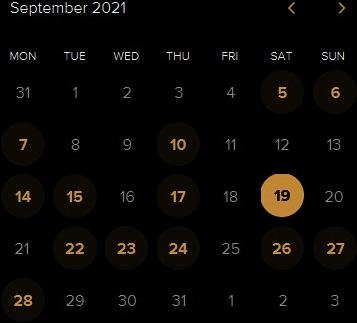 September 2021 < >
MON TUE WED THU FRI SAT SUN
31 1 2 3 4 5 6
7 8 9 10 11 12 13
14 15 16 17 18 19 20
21 22 23 24 25 26 27
28 29 30 31 1 2 3